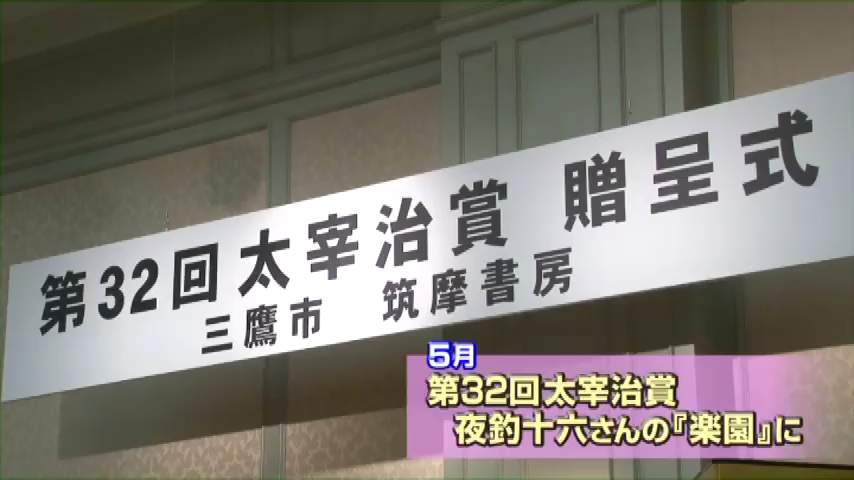 第32回 太宰治賞 贈呈式
三鷹市 筑摩書房
5月
第32回太宰治賞
夜釣十六さんの『楽園』に